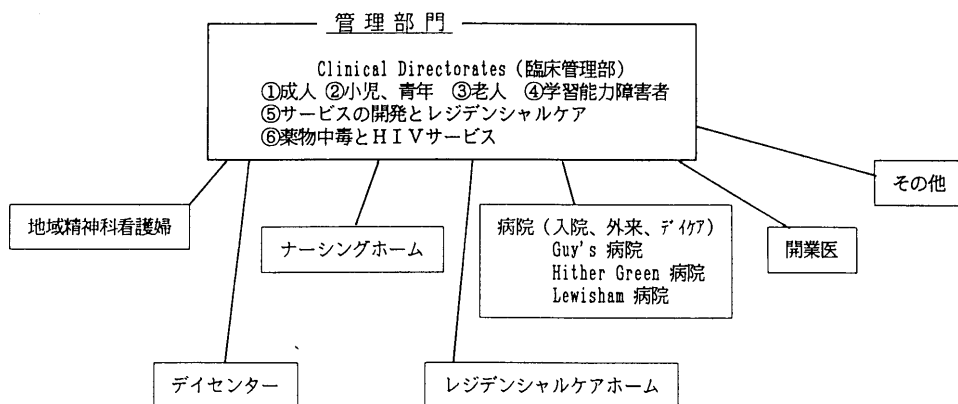 管理部門
Clinical Directorates (臨床管理部)
①成人 ②小児、青年 ③老人 ④学習能力障害者
⑤サービスの開発とレジデンシャルケア
⑥薬物中毒とHIVサービス
その他
地域精神科看護婦
ナーシングホーム
病院 (入院、外来、デイケア)
Guy's 病院
Hither Green 病院
Lewisham 病院
開業医
デイセンター
レジデンシャルケアホーム